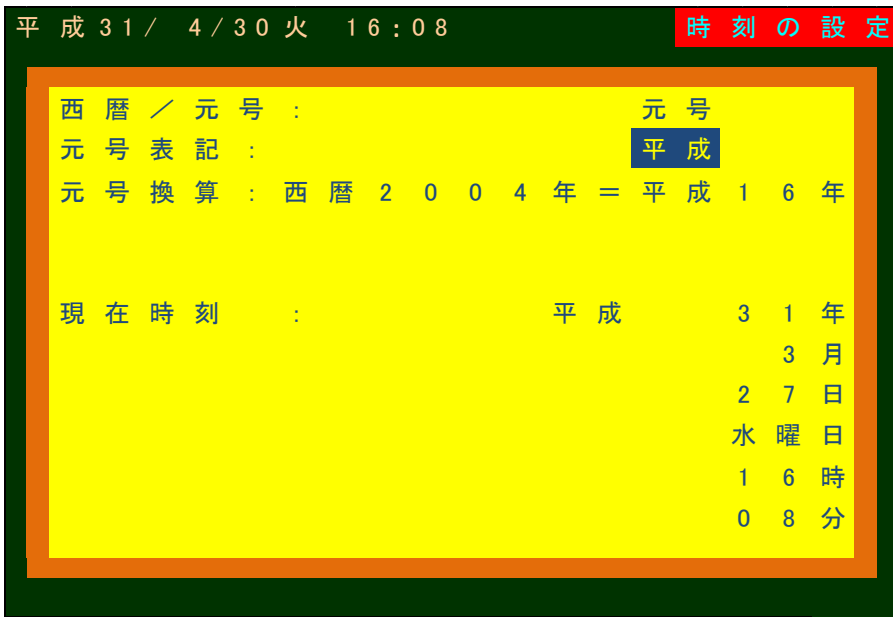 平成31/ 4/30火 16:08 時刻の設定
西暦／元号： 元号
元号表記： 平成
元号換算：西暦2004年＝平成16年
現在時刻 ： 平成 31年
3月
27日
水曜日
16時
08分